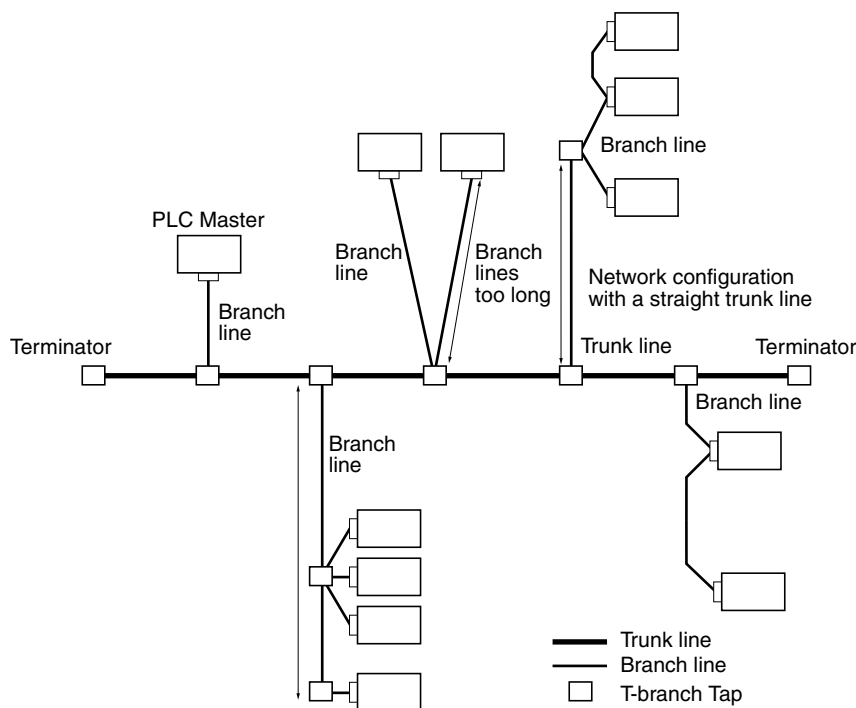 Branch line
PLC Master
Branch
line
Branch
lines
too long
Network configuration
with a straight trunk line
Branch
line
Terminator
Trunk line
Terminator
Branch line
Branch
line
Trunk line
Branch line
T-branch Tap